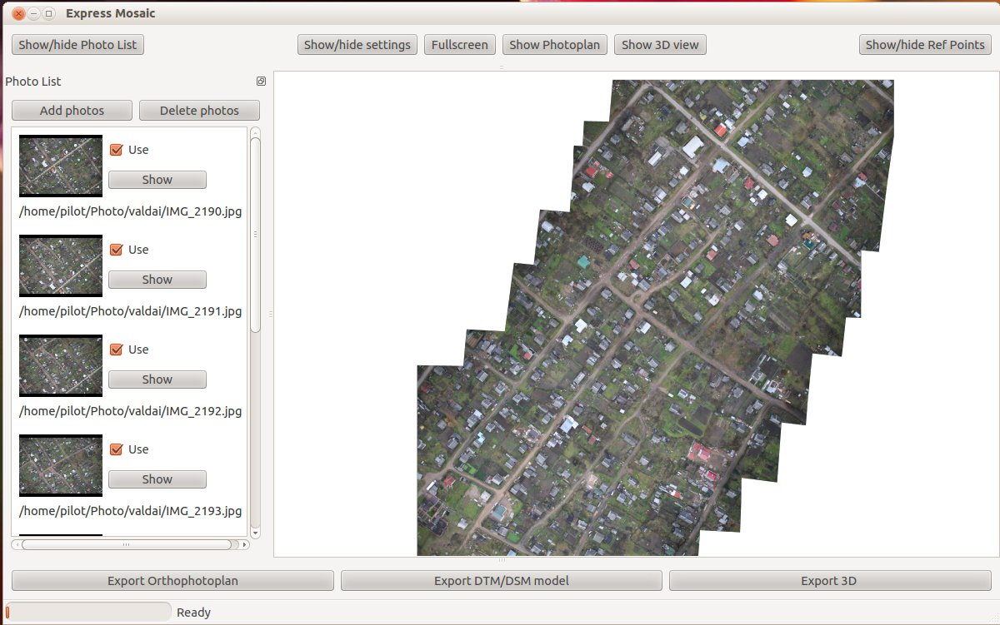 Express Mosaic
Show/hide Photo List
Show/hide settings
Fullscreen
Show Photoplan
Show 3D view
Show/hide Ref Points
Photo List
Add photos
Delete photos
Use
Show
/home/pilot/Photo/valdai/IMG_2190.jpg
Use
Show
/home/pilot/Photo/valdai/IMG_2191.jpg
Use
Show
/home/pilot/Photo/valdai/IMG_2192.jpg
Use
Show
/home/pilot/Photo/valdai/IMG_2193.jpg
Export Orthophotoplan
Export DTM/DSM model
Export 3D
Ready